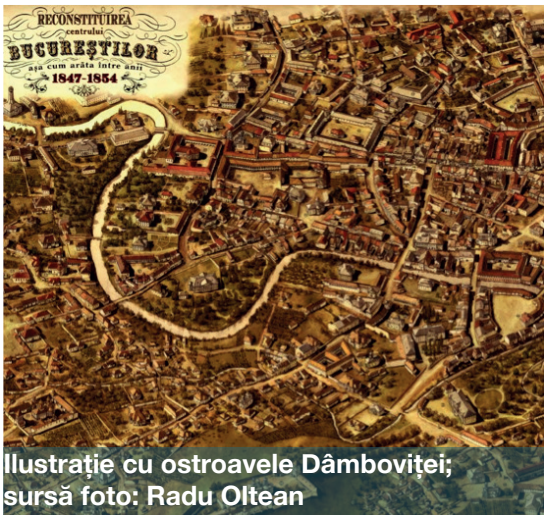 RECONSTITUIREA
centrului
BUCUREȘTILOR
așa cum arăta între anii
1847-1854
Ilustrație cu ostroavele Dâmboviței;
sursă foto: Radu Oltean